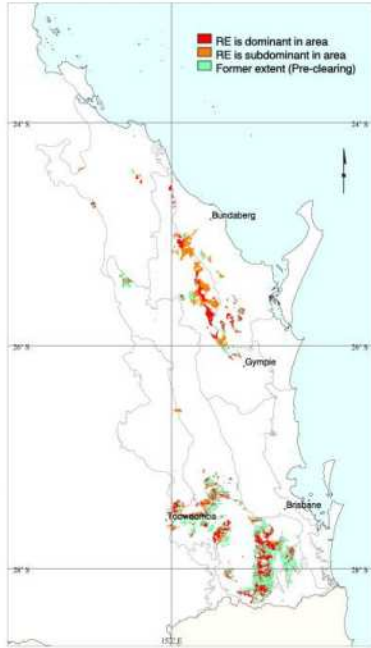 RE is dominant in area
RE is subdominant in area
Former extent (Pre-clearing)
24° S
24° S
Bundaberg
26° S
26° S
Gympie
Toowoomba
Brisbane
28° S
28° S
152° E